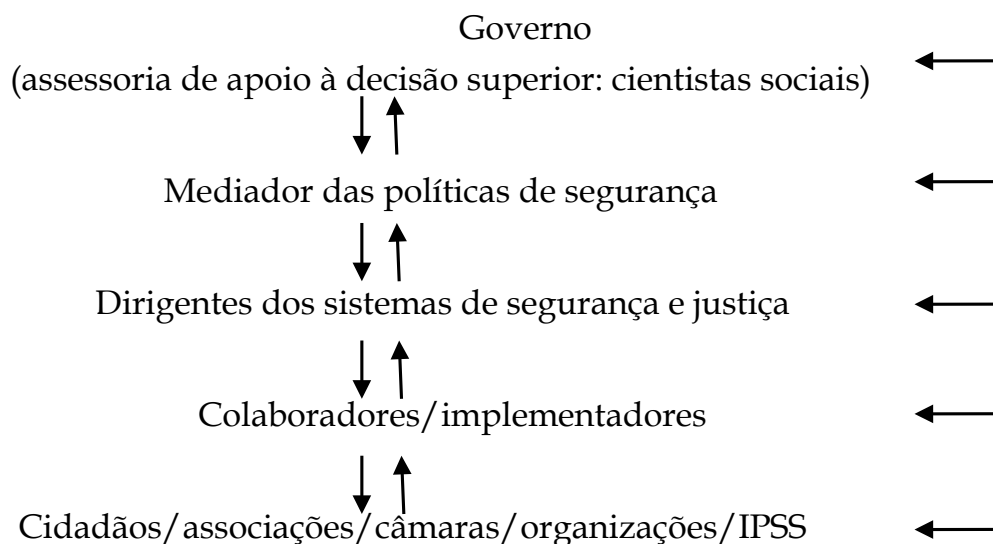 Governo
(assessoria de apoio à decisão superior: cientistas sociais)
Mediador das políticas de segurança
Dirigentes dos sistemas de segurança e justiça
Colaboradores/implementadores
Cidadãos/associações/câmaras/organizações/IPSS